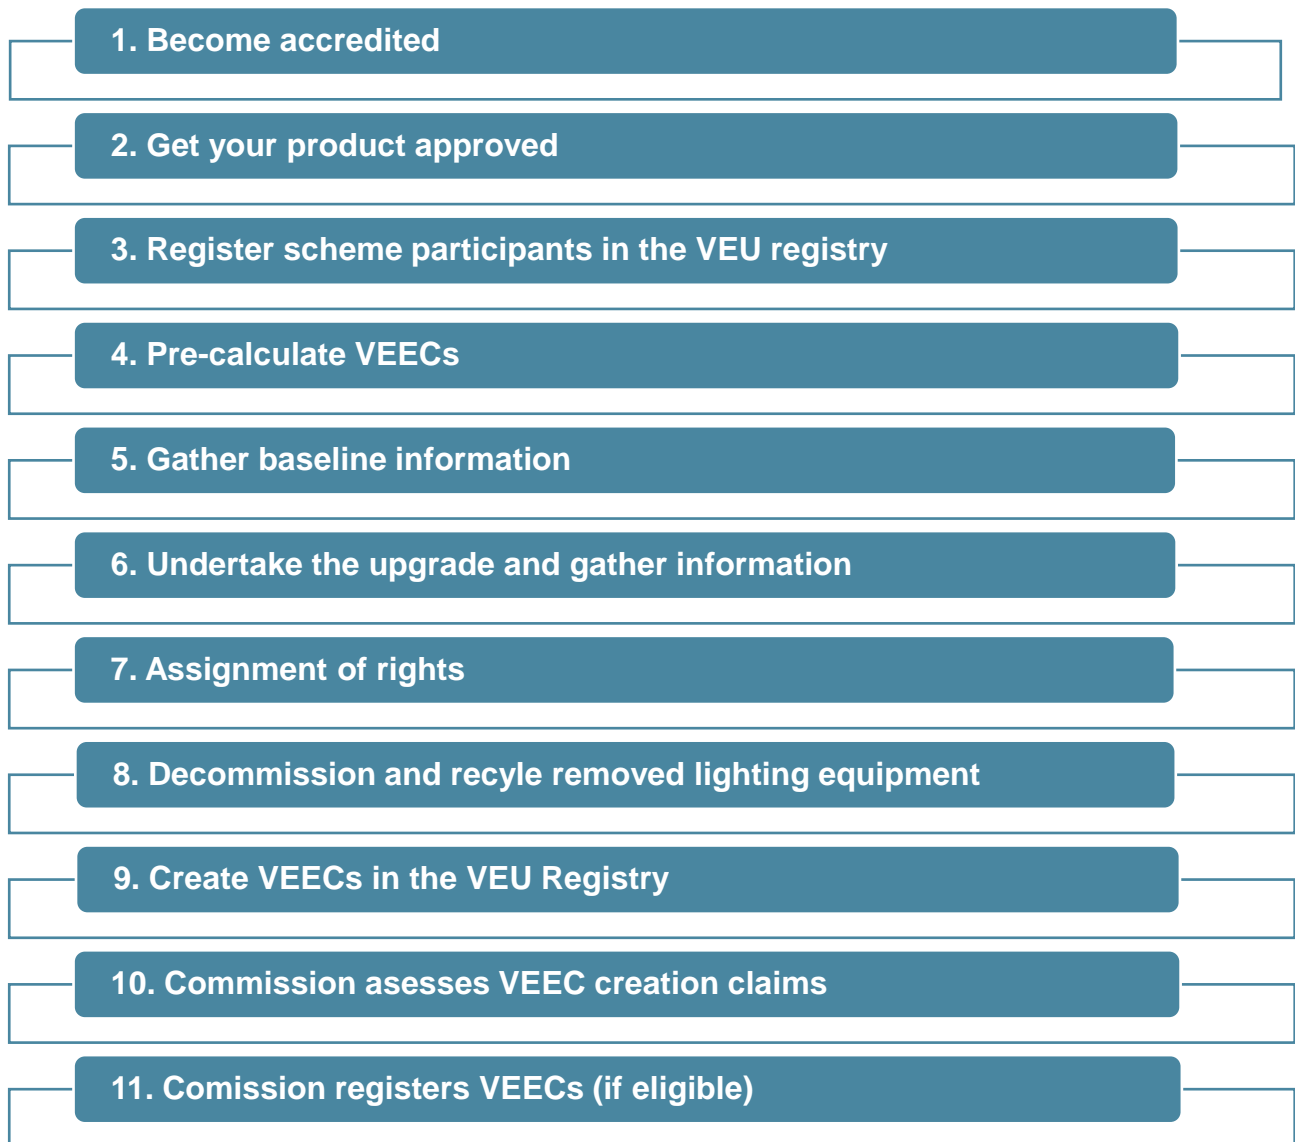 1. Become accredited
2. Get your product approved
3. Register scheme participants in the VEU registry
4. Pre-calculate VEECs
5. Gather baseline information
6. Undertake the upgrade and gather information
7. Assignment of rights
8. Decommission and recyle removed lighting equipment
9. Create VEECs in the VEU Registry
10. Commission asesses VEEC creation claims
11. Comission registers VEECs (if eligible)